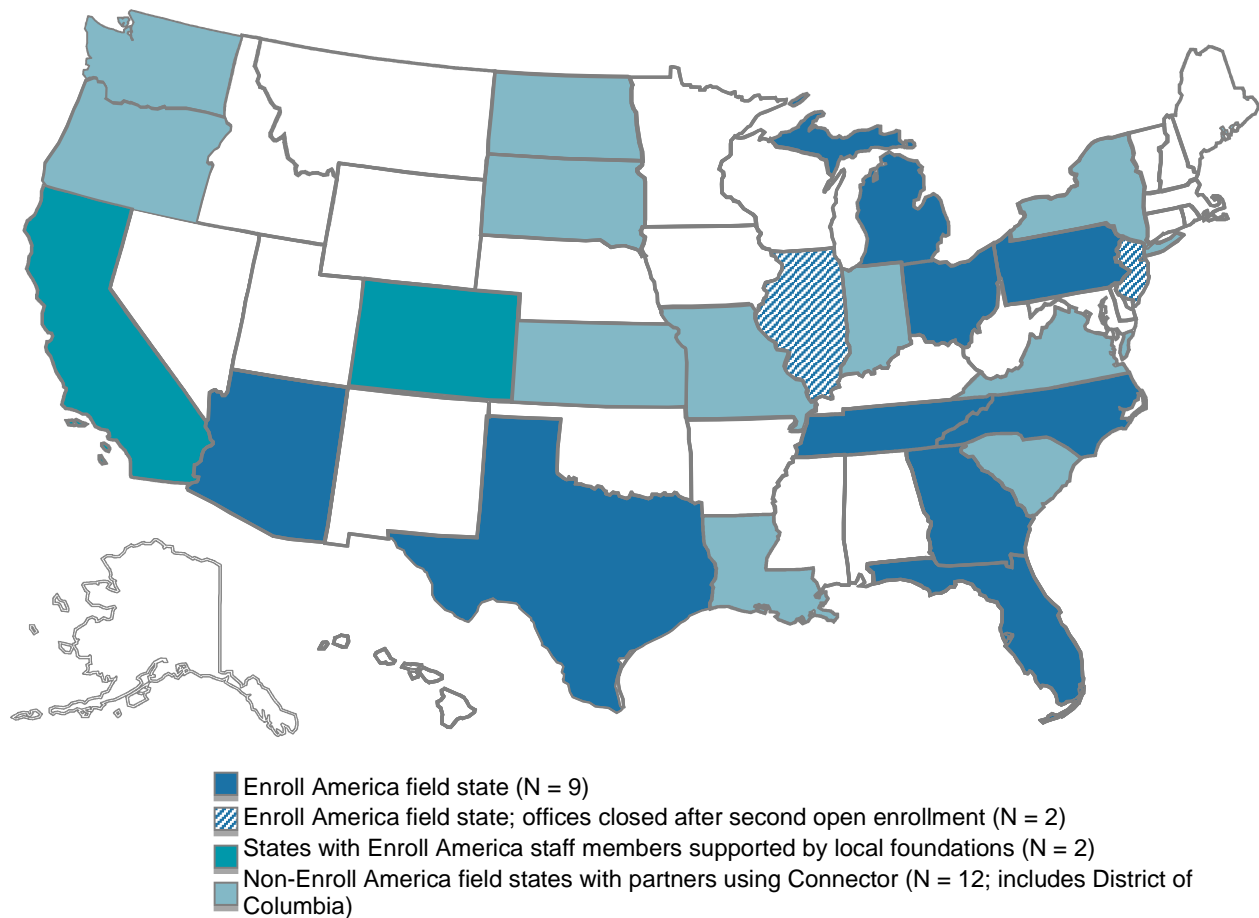 Enroll America field state (N = 9)
Enroll America field state; offices closed after second open enrollment (N = 2)
States with Enroll America staff members supported by local foundations (N = 2)
Non-Enroll America field states with partners using Connector (N = 12; includes District of
Columbia)